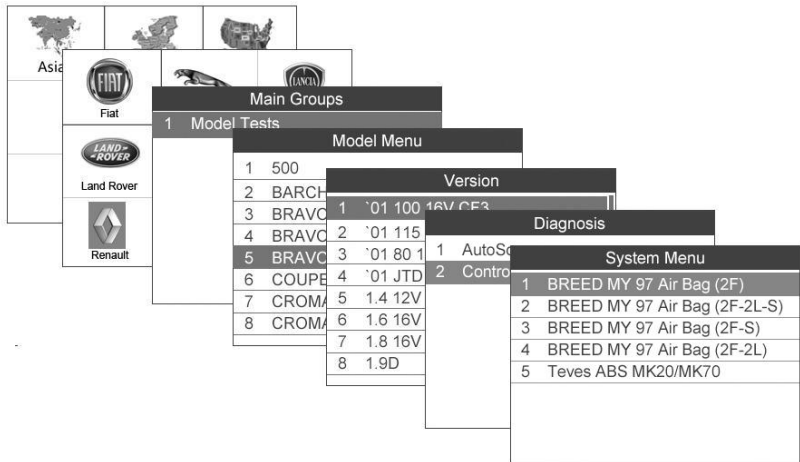 Asia
FIAT
LANCIA
Fiat
LAND-
-ROVER
Land Rover
Renault
Main Groups
1 Model Tests
Model Menu
1 500
2 BARCH
3 BRAVO
4 BRAVO
5 BRAVO
6 COUPE
7 CROMA
8 CROMA
Version
1 `01 100 16V CF3
2 `01 115
3 `01 80 1
4 `01 JTD
5 1.4 12V
6 1.6 16V
7 1.8 16V
8 1.9D
Diagnosis
1 AutoSc
2 Contro
System Menu
1 BREED MY 97 Air Bag (2F)
2 BREED MY 97 Air Bag (2F-2L-S)
3 BREED MY 97 Air Bag (2F-S)
4 BREED MY 97 Air Bag (2F-2L)
5 Teves ABS MK20/MK70